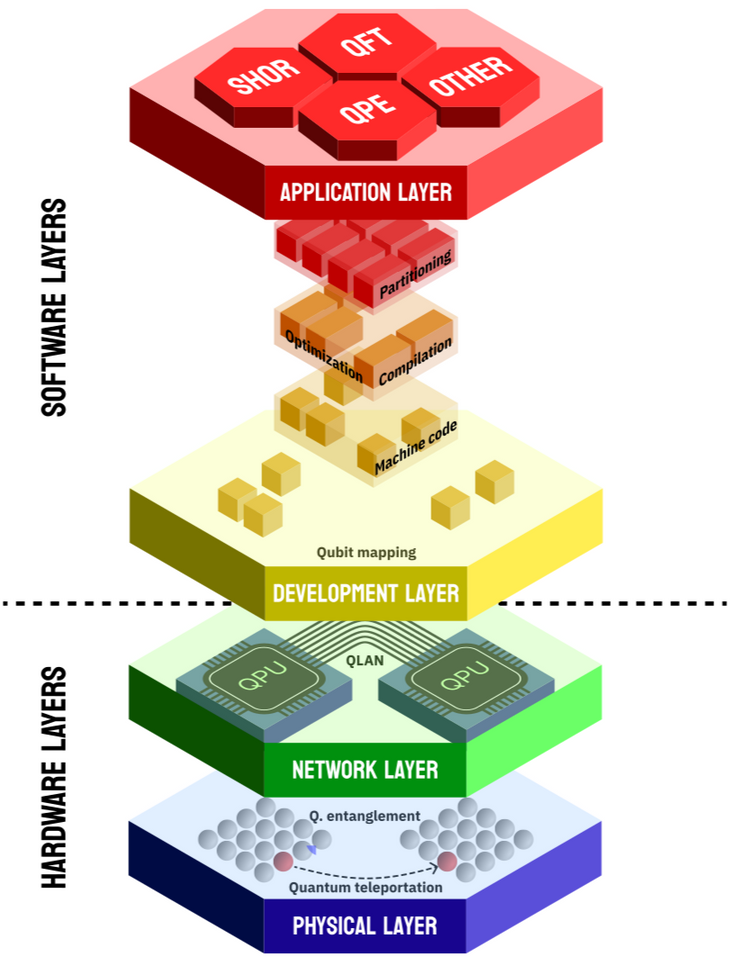 QFT
SHOR
OTHER
QPE
APPLICATION LAYER
SOFTWARE LAYERS
Partitioning
Optimization
Compilation
Machine code
Qubit mapping
DEVELOPMENT LAYER
QLAN
QPU
QPU
HARDWARE LAYERS
NETWORK LAYER
Q. entanglement
Quantum teleportation
PHYSICAL LAYER